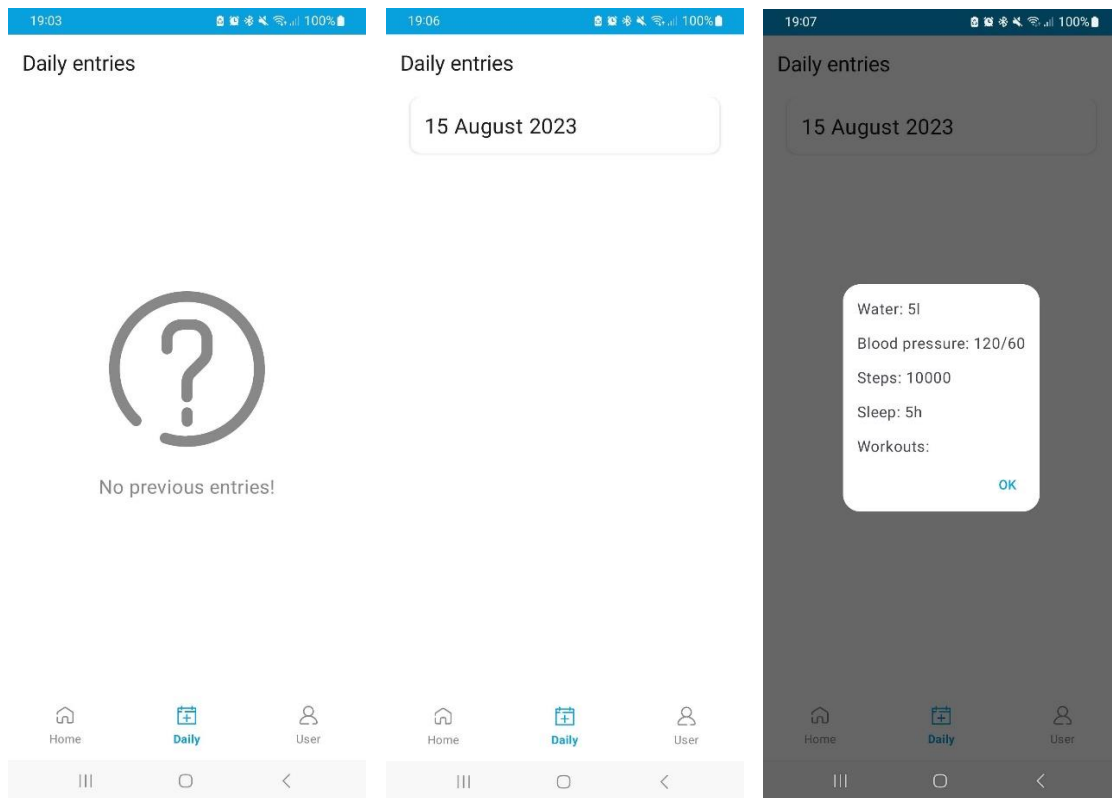 19:03
100%
Daily entries
?
No previous entries!
Home
Daily
User
19:06
100%
Daily entries
15 August 2023
Home
Daily
User
19:07
100%
Daily entries
15 August 2023
Water: 5l
Blood pressure: 120/60
Steps: 10000
Sleep: 5h
Workouts:
OK
Home
Daily
User